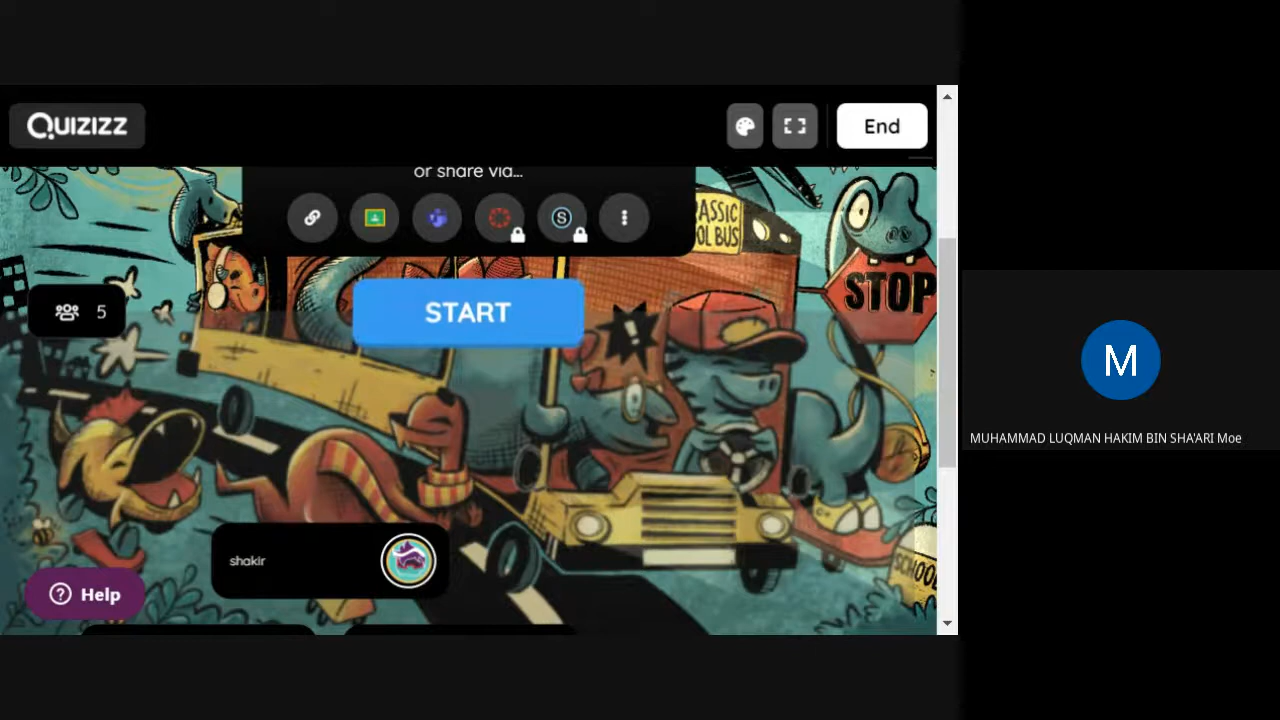 QUIZIZZ
End
or share via...
S
ASSIC
OL BUS
STOP
5
START
!
M
MUHAMMAD LUQMAN HAKIM BIN SHA'ARI Moe
shakir
SCHOO
? Help